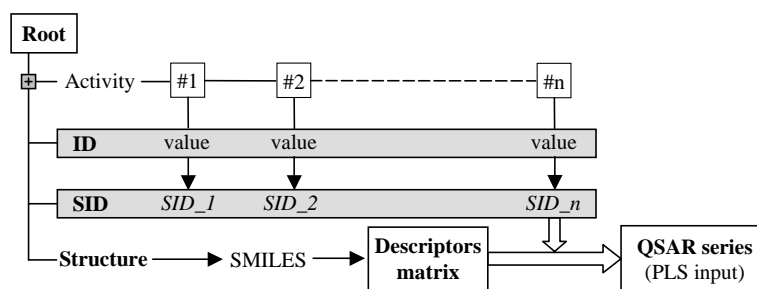 Root
Activity #1 #2 #n
ID value value value
SID SID_1 SID_2 SID_n
Structure SMILES Descriptors matrix QSAR series (PLS input)